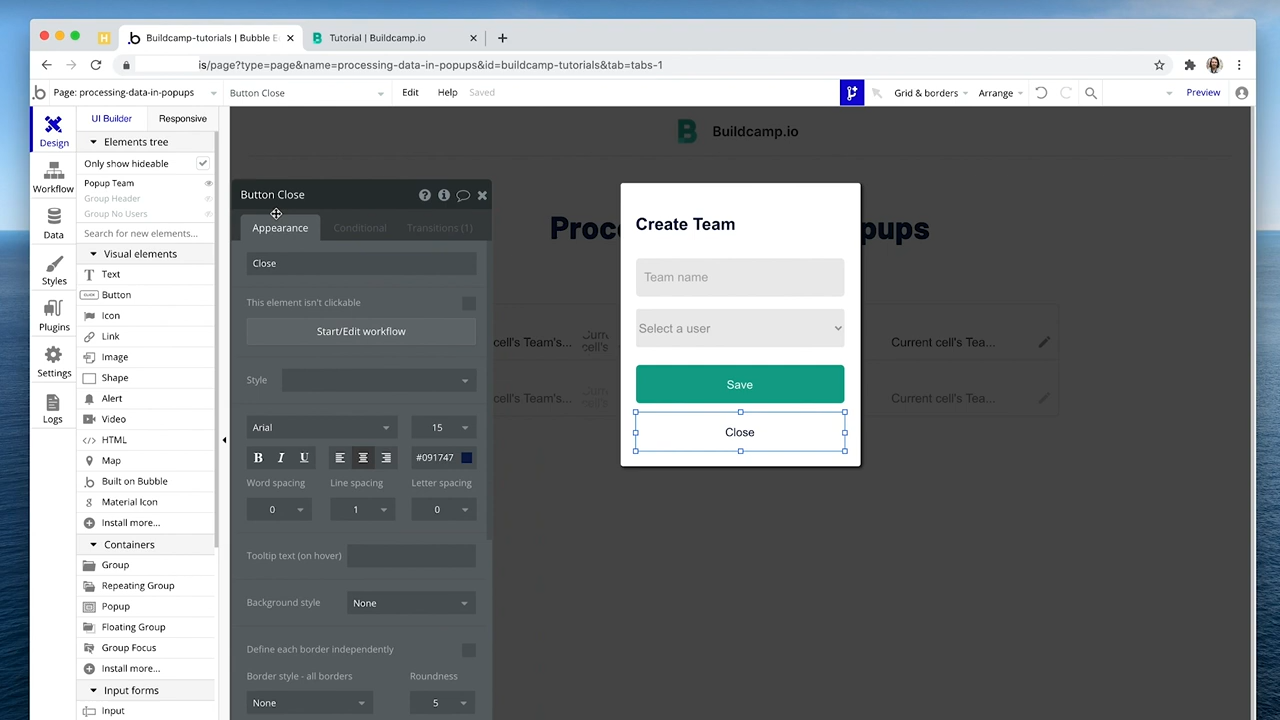 H
.b Buildcamp-tutorials | Bubble E
Tutorial | Buildcamp.io
is/page?type=page&name=processing-data-in-popups&id=buildcamp-tutorials&tab=tabs-1
.b Page: processing-data-in-popups
Button Close
Edit
Help
Saved
Grid & borders
Arrange
Preview
Design
Workflow
Data
Styles
Plugins
Settings
Logs
UI Builder
Responsive
Elements tree
Only show hideable
Popup Team
Group Header
Group No Users
Search for new elements...
Visual elements
T Text
CLICK Button
Icon
Link
Image
Shape
Alert
Video
</> HTML
Map
Built on Bubble
g Material Icon
Install more...
Containers
Group
Repeating Group
Popup
Floating Group
Group Focus
Install more...
Input forms
Input
Button Close
Appearance
Conditional
Transitions (1)
Close
This element isn't clickable
Start/Edit workflow
Style
Arial
15
B I U
#091747
Word spacing
Line spacing
Letter spacing
0
1
0
Tooltip text (on hover)
Background style
None
Define each border independently
Border style - all borders
Roundness
None
5
B Buildcamp.io
Proc
opups
cell's Team's...
Curr
cell's
Current cell's Tea...
cell's Team's...
Curr
cell's
Current cell's Tea...
Create Team
Team name
Select a user
Save
Close